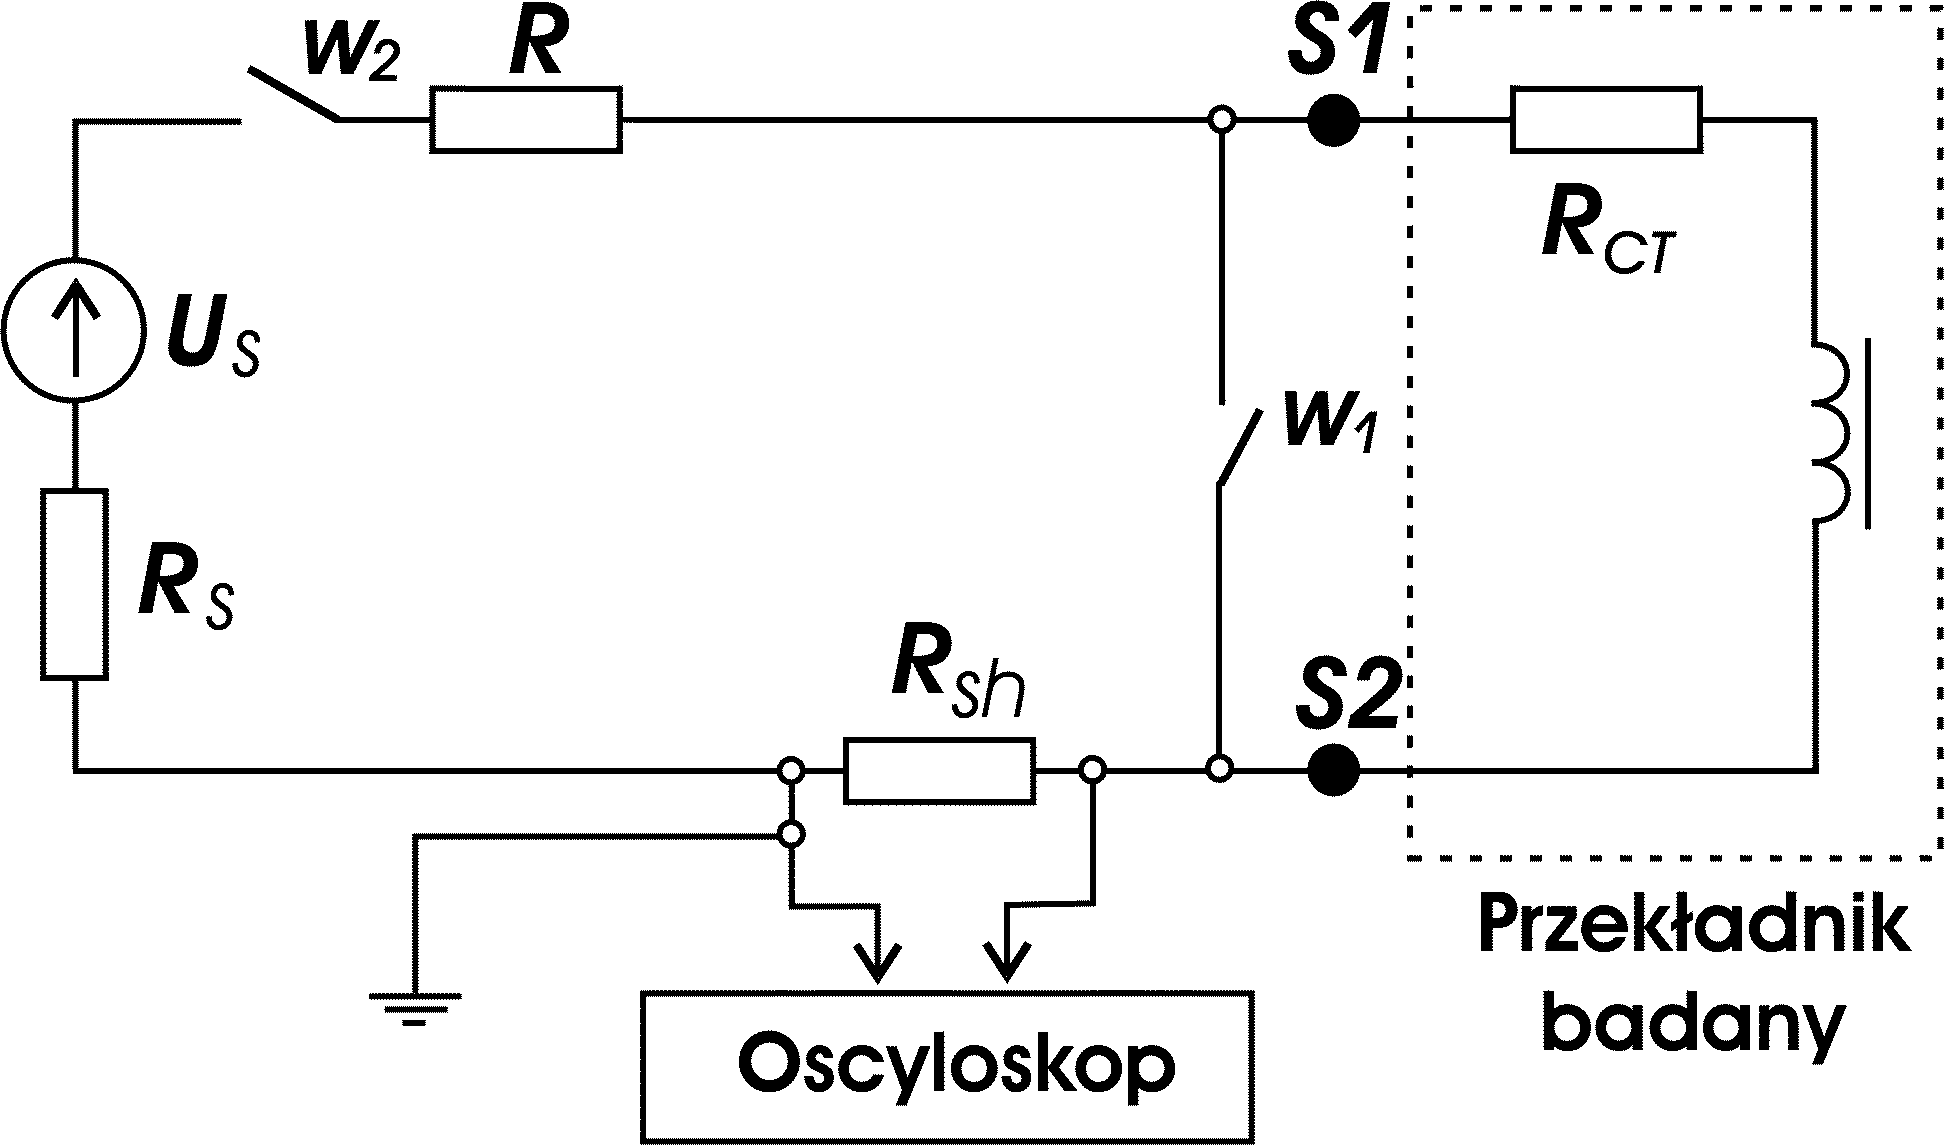 W2
R
S1
RCT
US
W1
RS
Rsh
S2
Przekładnik
badany
Oscyloskop